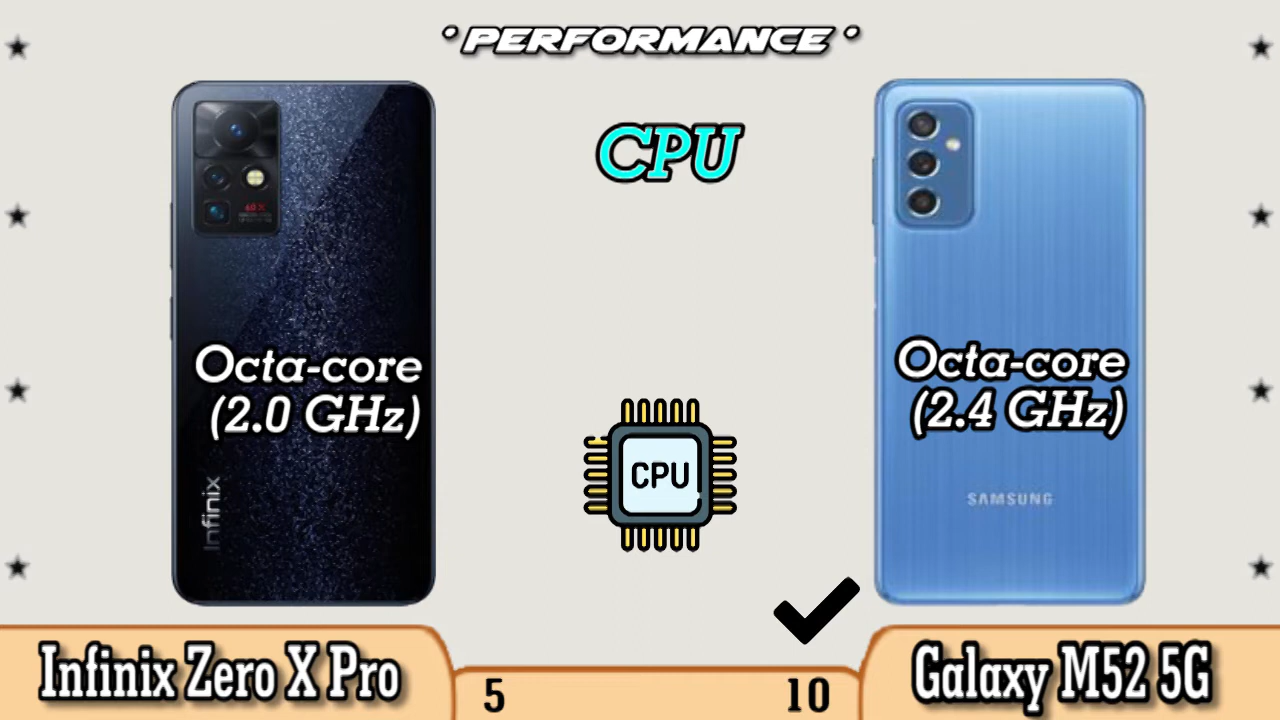 * PERFORMANCE *
CPU
60 X
Octa-core
(2.0 GHz)
Infinix
CPU
Octa-core
(2.4 GHz)
SAMSUNG
Infinix Zero X Pro
5
10
Galaxy M52 5G